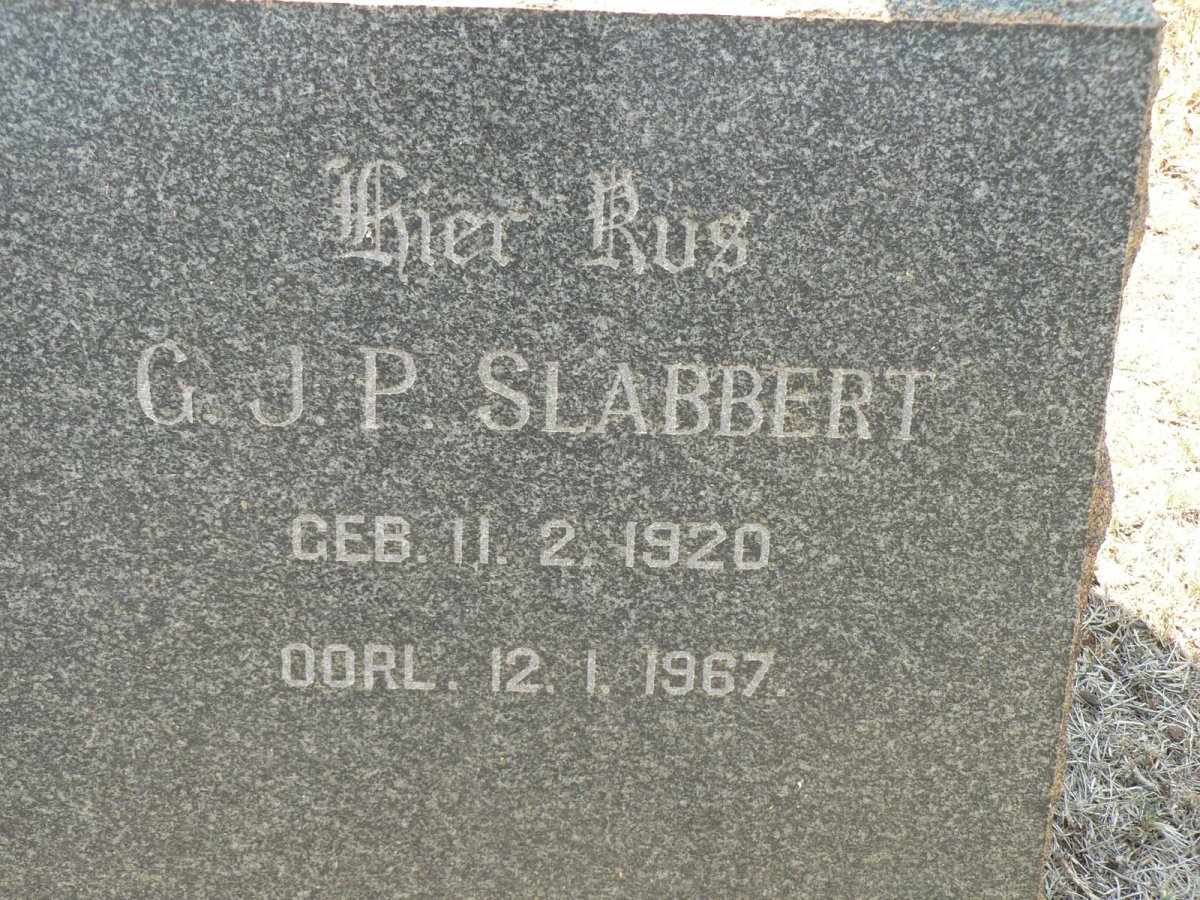 Hier Rus
G. J. P. SLABBERT
GEB. 11. 2. 1920
OORL. 12. 1. 1967.